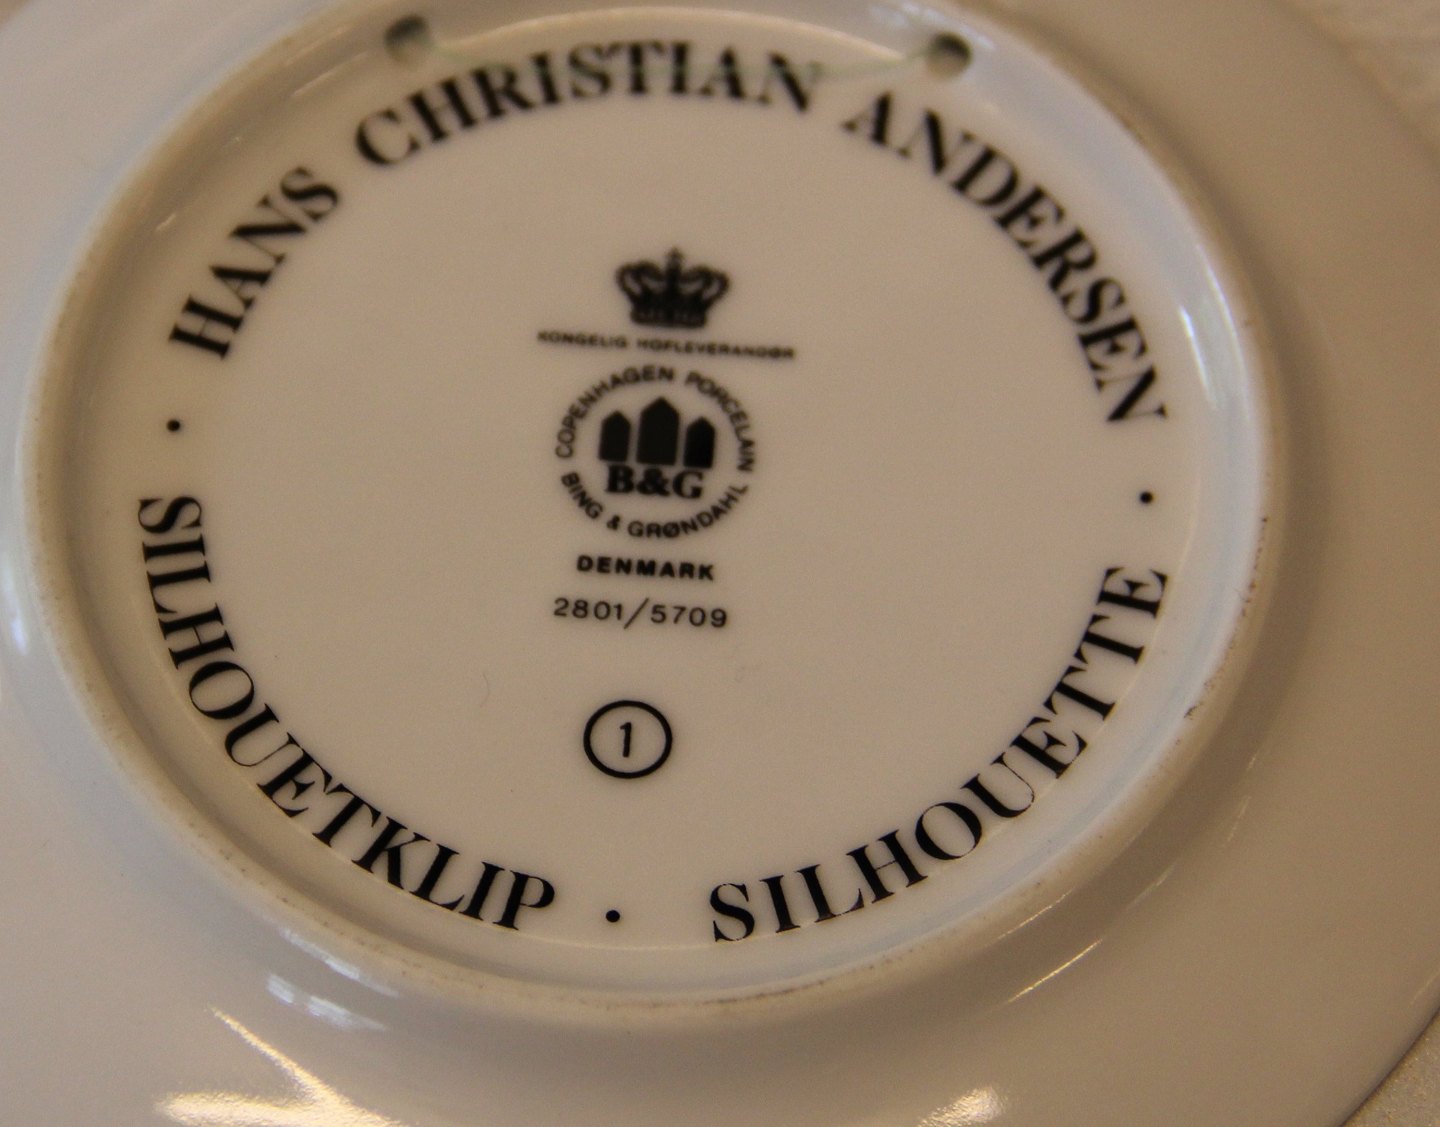 HANS CHRISTIAN ANDERSEN
KONGELIG HOFLEVERANDØR
COPENHAGEN PORCELAIN
B&G
BING & GRØNDAHL
DENMARK
2801/5709
1
SILHOUETKLIP • SILHOUETTE